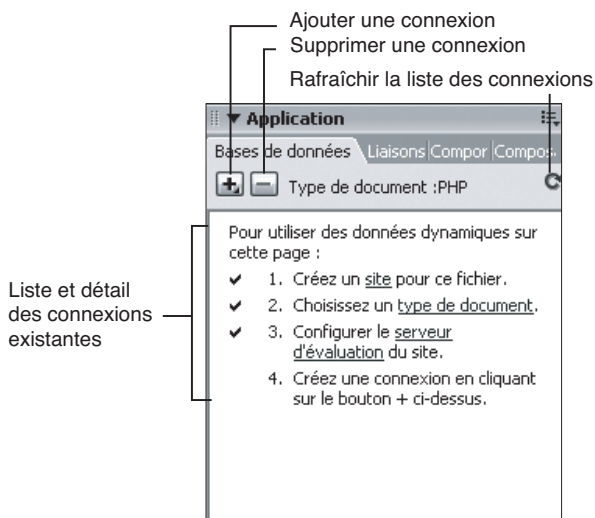 Ajouter une connexion
Supprimer une connexion
Rafraîchir la liste des connexions
Application
Bases de données Liaisons Compor Compos.
Type de document :PHP
Pour utiliser des données dynamiques sur
cette page :
✔ 1. Créez un site pour ce fichier.
✔ 2. Choisissez un type de document.
✔ 3. Configurer le serveur
d'évaluation du site.
4. Créez une connexion en cliquant
sur le bouton + ci-dessus.
Liste et détail
des connexions
existantes